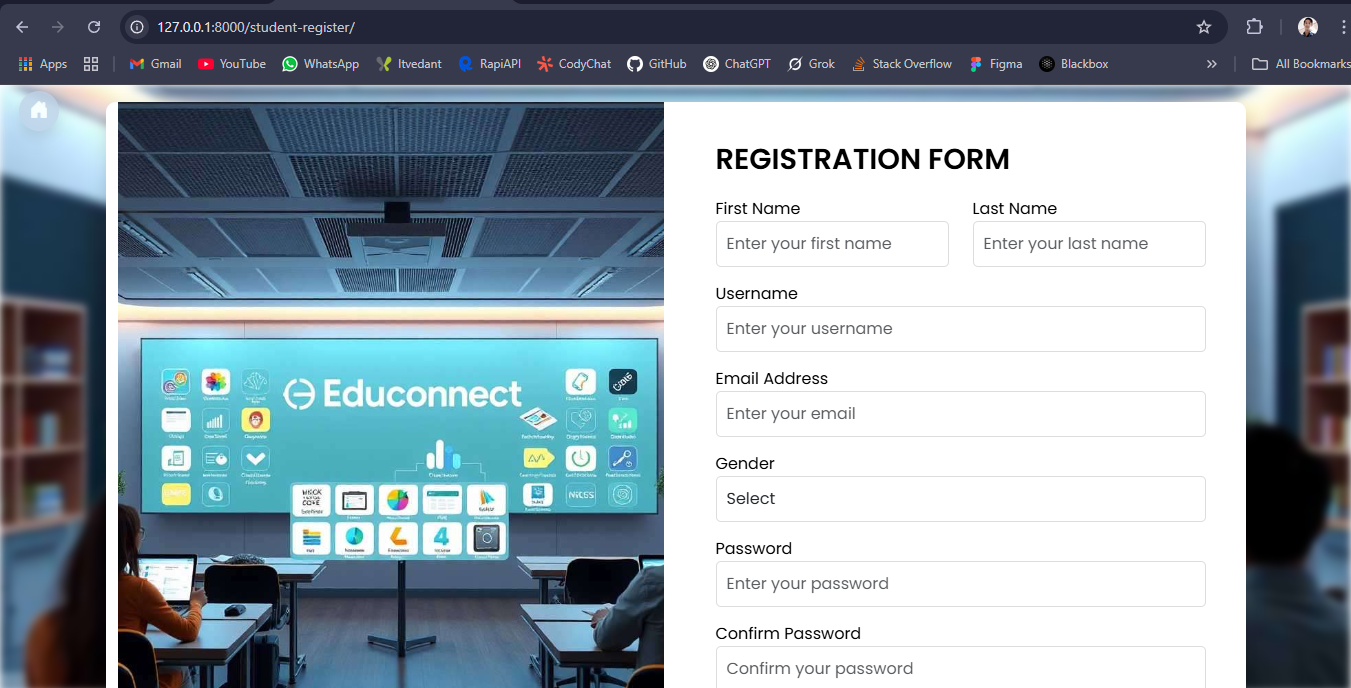 127.0.0.1:8000/student-register/
Apps Gmail YouTube WhatsApp Itvedant RapiAPI CodyChat GitHub ChatGPT Grok Stack Overflow Figma Blackbox » All Bookmarks
REGISTRATION FORM
First Name Last Name
Enter your first name Enter your last name
Username
Enter your username
Email Address
Enter your email
Gender
Select
Password
Enter your password
Confirm Password
Confirm your password
Educonnect
4